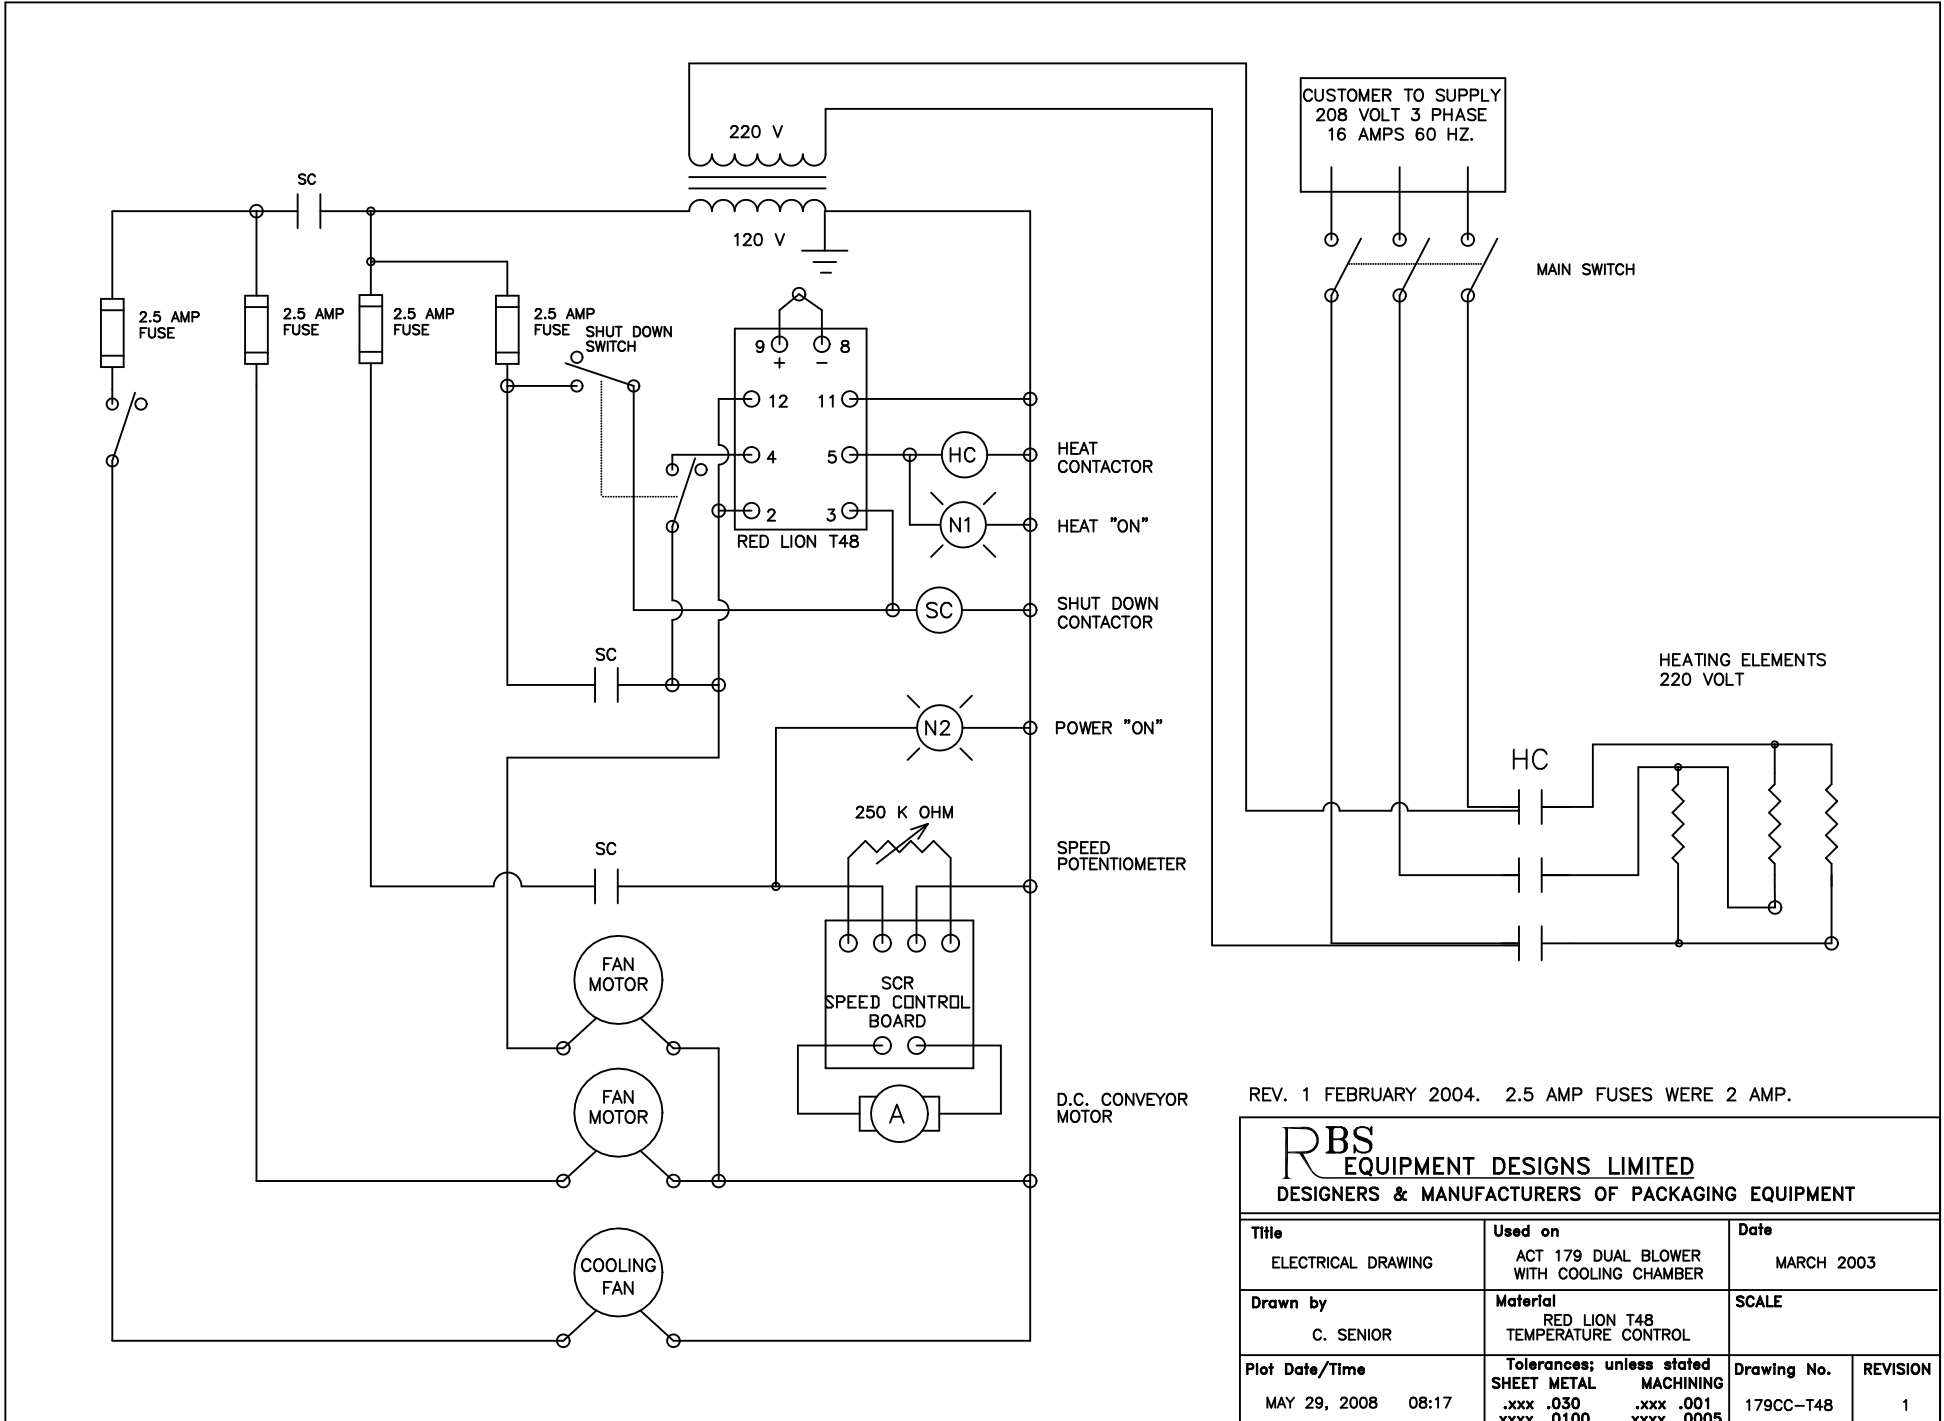 CUSTOMER TO SUPPLY
208 VOLT 3 PHASE
16 AMPS 60 HZ.
220 V
120 V
SC
MAIN SWITCH
2.5 AMP
FUSE
2.5 AMP
FUSE
2.5 AMP
FUSE
2.5 AMP
FUSE
SHUT DOWN
SWITCH
9
8
+
−
12
11
4
5
2
3
RED LION T48
HC
HEAT
CONTACTOR
N1
HEAT "ON"
SC
SHUT DOWN
CONTACTOR
SC
N2
POWER "ON"
HEATING ELEMENTS
220 VOLT
HC
250 K OHM
SC
SPEED
POTENTIOMETER
FAN
MOTOR
SCR
SPEED CONTROL
BOARD
FAN
MOTOR
A
D.C. CONVEYOR
MOTOR
COOLING
FAN
REV. 1 FEBRUARY 2004. 2.5 AMP FUSES WERE 2 AMP.
RBS
EQUIPMENT DESIGNS LIMITED
DESIGNERS & MANUFACTURERS OF PACKAGING EQUIPMENT
Title
ELECTRICAL DRAWING
Used on
ACT 179 DUAL BLOWER
WITH COOLING CHAMBER
Date
MARCH 2003
Drawn by
C. SENIOR
Material
RED LION T48
TEMPERATURE CONTROL
SCALE
Plot Date/Time
MAY 29, 2008 08:17
Tolerances; unless stated
SHEET METAL MACHINING
.xxx .030 .xxx .001
.xxxx .0100 .xxxx .0005
Drawing No.
179CC-T48
REVISION
1